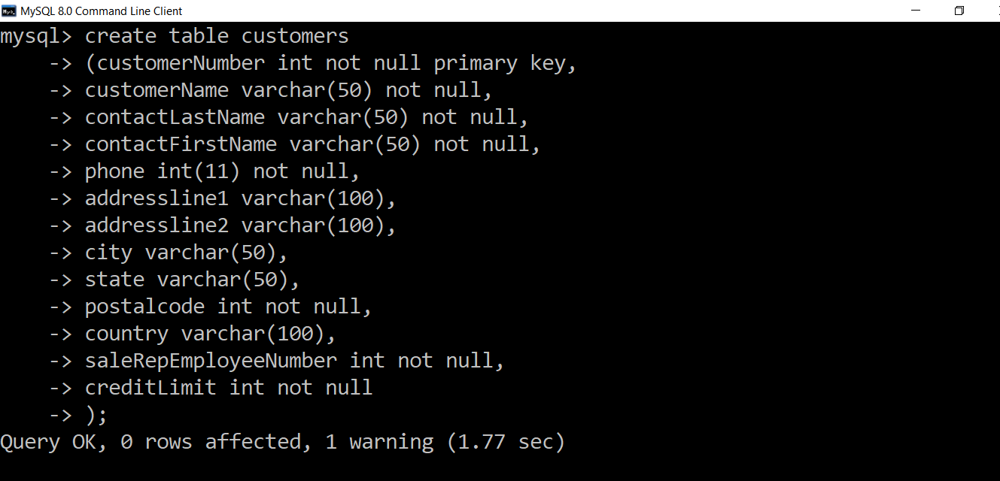 MySQL 8.0 Command Line Client
mysql> create table customers
    -> (customerNumber int not null primary key,
    -> customerName varchar(50) not null,
    -> contactLastName varchar(50) not null,
    -> contactFirstName varchar(50) not null,
    -> phone int(11) not null,
    -> addressline1 varchar(100),
    -> addressline2 varchar(100),
    -> city varchar(50),
    -> state varchar(50),
    -> postalcode int not null,
    -> country varchar(100),
    -> saleRepEmployeeNumber int not null,
    -> creditLimit int not null
    -> );
Query OK, 0 rows affected, 1 warning (1.77 sec)